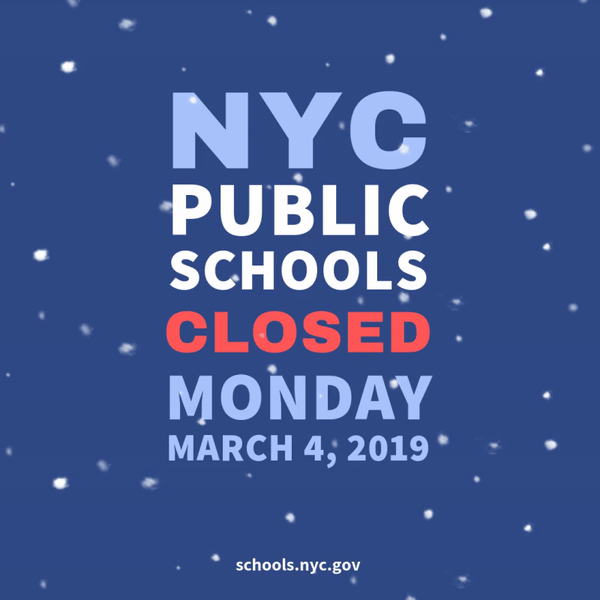 NYC
PUBLIC
SCHOOLS
CLOSED
MONDAY
MARCH 4, 2019
schools.nyc.gov